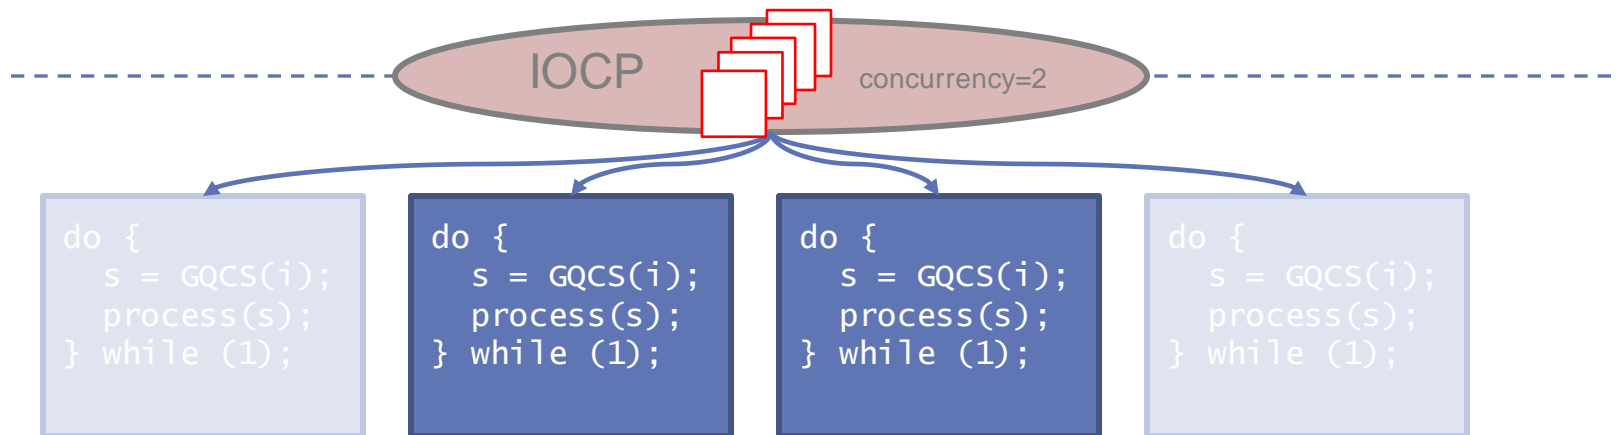 IOCP
concurrency=2
do {
  s = GQCS(i);
  process(s);
} while (1);
do {
  s = GQCS(i);
  process(s);
} while (1);
do {
  s = GQCS(i);
  process(s);
} while (1);
do {
  s = GQCS(i);
  process(s);
} while (1);